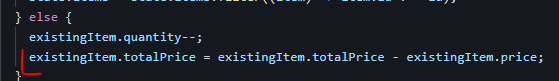 } else {
existingItem.quantity--;
existingItem.totalPrice = existingItem.totalPrice - existingItem.price;
}